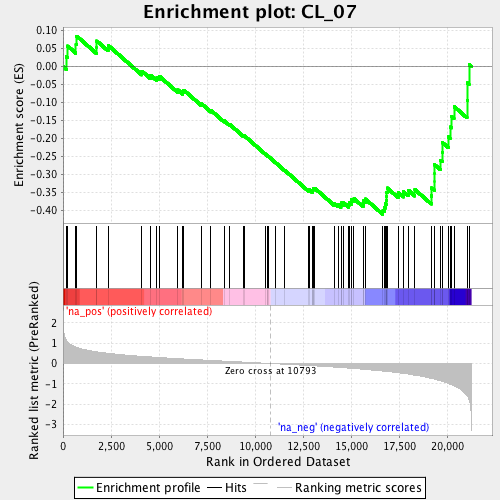 Enrichment plot: CL_07
Enrichment score (ES)
0.10
0.05
0.00
-0.05
-0.10
-0.15
-0.20
-0.25
-0.30
-0.35
-0.40
'na_pos' (positively correlated)
Ranked list metric (PreRanked)
2
1
0
-1
-2
-3
Zero cross at 10793
'na_neg' (negatively correlated)
0
2,500
5,000
7,500
10,000
12,500
15,000
17,500
20,000
Rank in Ordered Dataset
Enrichment profile
Hits
Ranking metric scores